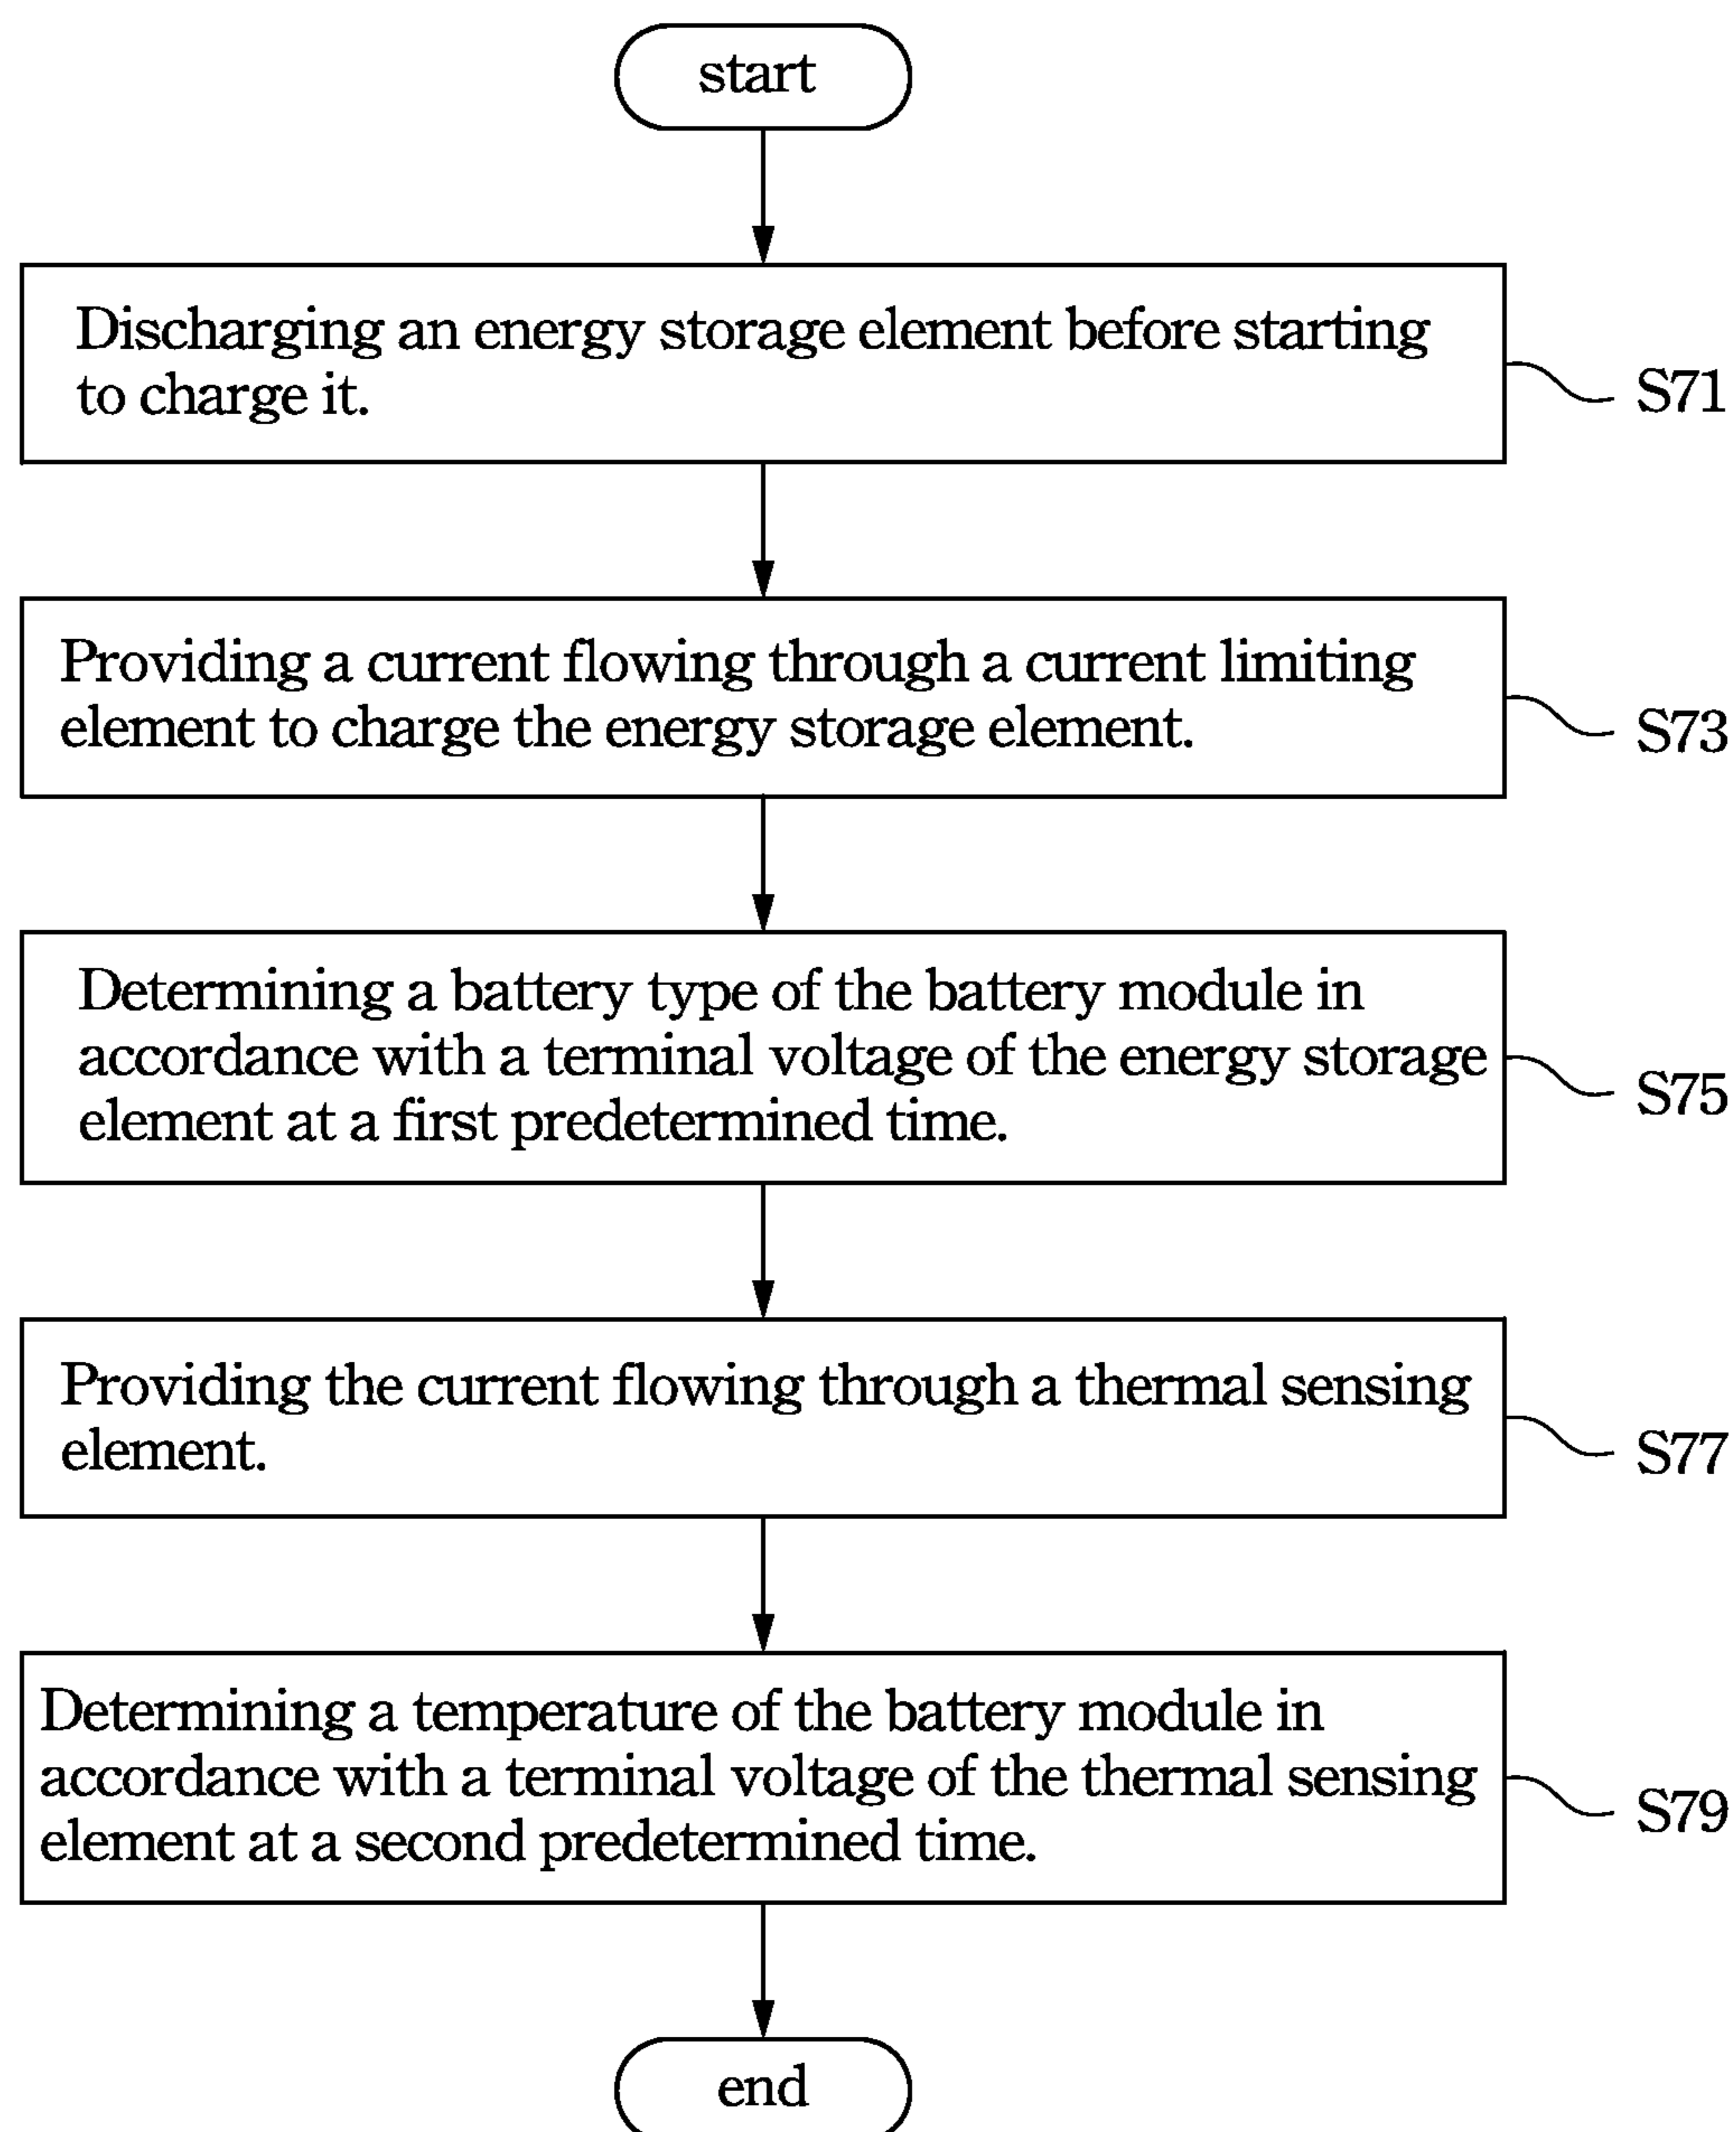 start
Discharging an energy storage element before starting
to charge it.
S71
Providing a current flowing through a current limiting
element to charge the energy storage element.
S73
Determining a battery type of the battery module in
accordance with a terminal voltage of the energy storage
element at a first predetermined time.
S75
Providing the current flowing through a thermal sensing
element.
S77
Determining a temperature of the battery module in
accordance with a terminal voltage of the thermal sensing
element at a second predetermined time.
S79
end